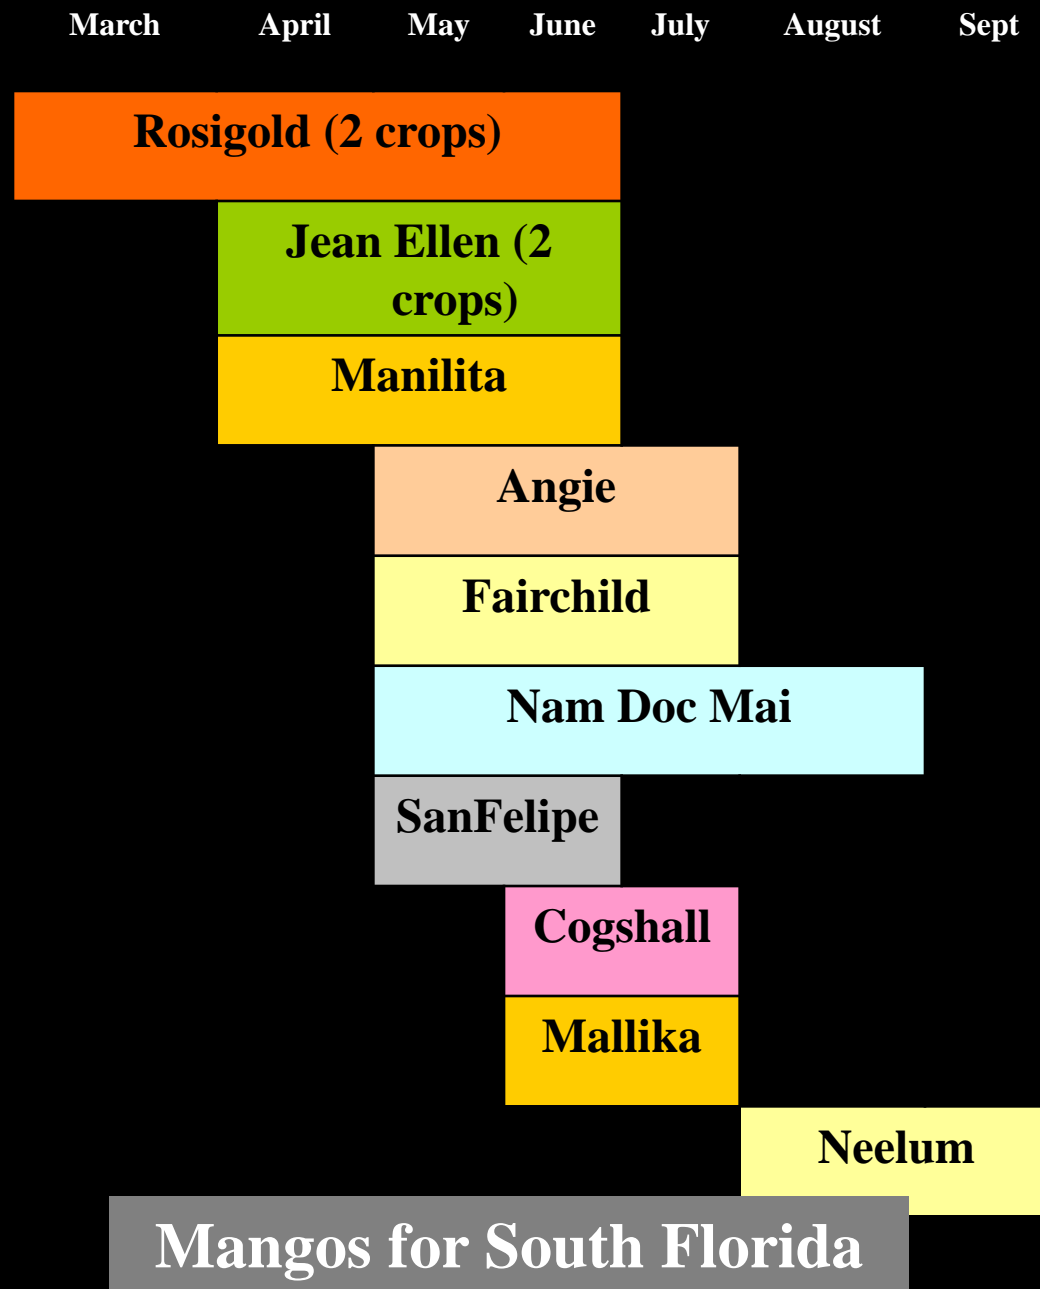 March April May June July August Sept
Rosigold (2 crops)
Jean Ellen (2
crops)
Manilita
Angie
Fairchild
Nam Doc Mai
SanFelipe
Cogshall
Mallika
Neelum
Mangos for South Florida